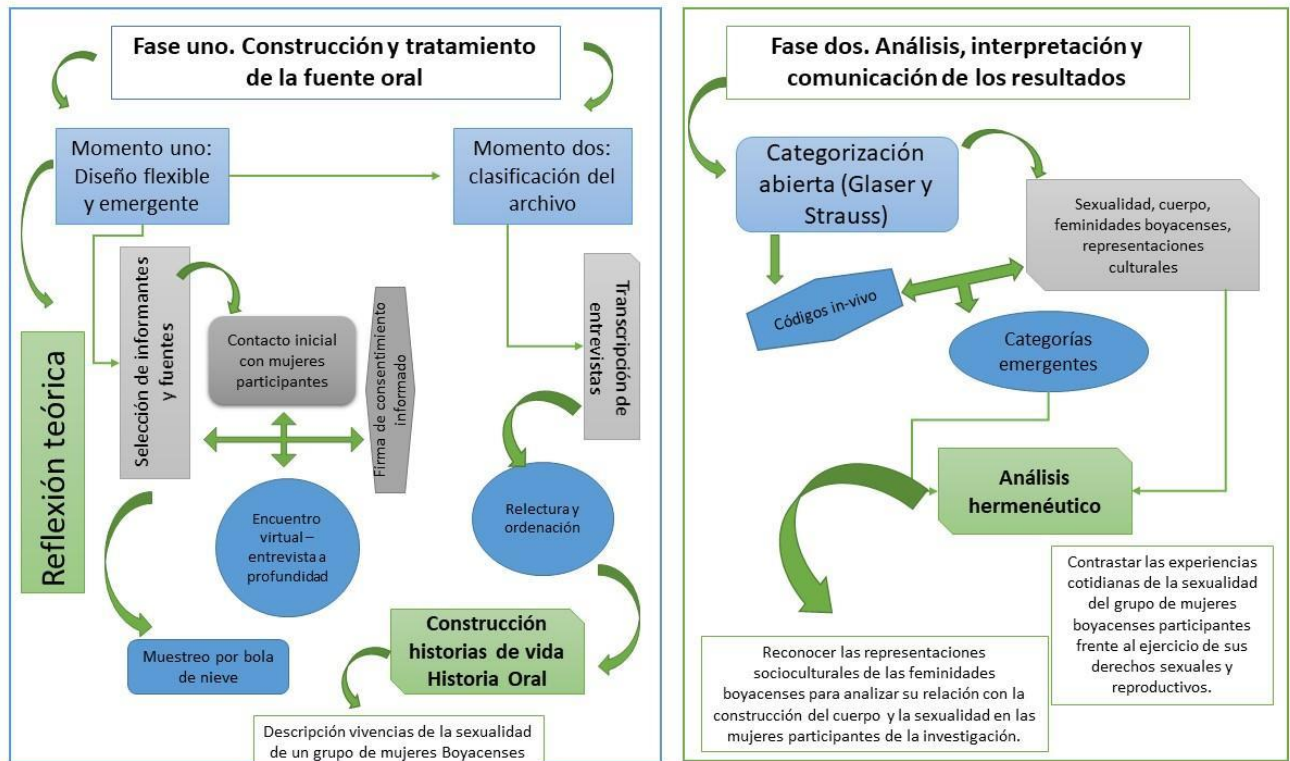 Fase uno. Construcción y tratamiento
de la fuente oral
Momento uno:
Diseño flexible
y emergente
Momento dos:
clasificación del
archivo
Reflexión teórica
Selección de informantes
y fuentes
Contacto inicial
con mujeres
participantes
Firma de consentimiento
informado
Transcripción de
entrevistas
Encuentro
virtual –
entrevista a
profundidad
Relectura y
ordenación
Muestreo por bola
de nieve
Construcción
historias de vida
Historia Oral
Descripción vivencias de la sexualidad
de un grupo de mujeres Boyacenses
Fase dos. Análisis, interpretación y
comunicación de los resultados
Categorización
abierta (Glaser y
Strauss)
Sexualidad, cuerpo,
feminidades boyacenses,
representaciones
culturales
Códigos in-vivo
Categorías
emergentes
Análisis
hermenéutico
Reconocer las representaciones
socioculturales de las feminidades
boyacenses para analizar su relación con la
construcción del cuerpo y la sexualidad en las
mujeres participantes de la investigación.
Contrastar las experiencias
cotidianas de la sexualidad
del grupo de mujeres
boyacenses participantes
frente al ejercicio de sus
derechos sexuales y
reproductivos.